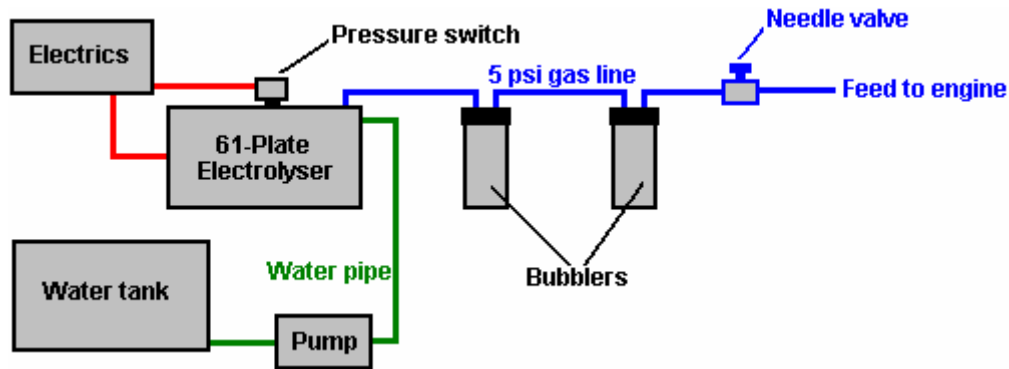 Electrics
Pressure switch
Needle valve
5 psi gas line
Feed to engine
61-Plate
Electrolyser
Water tank
Water pipe
Pump
Bubblers